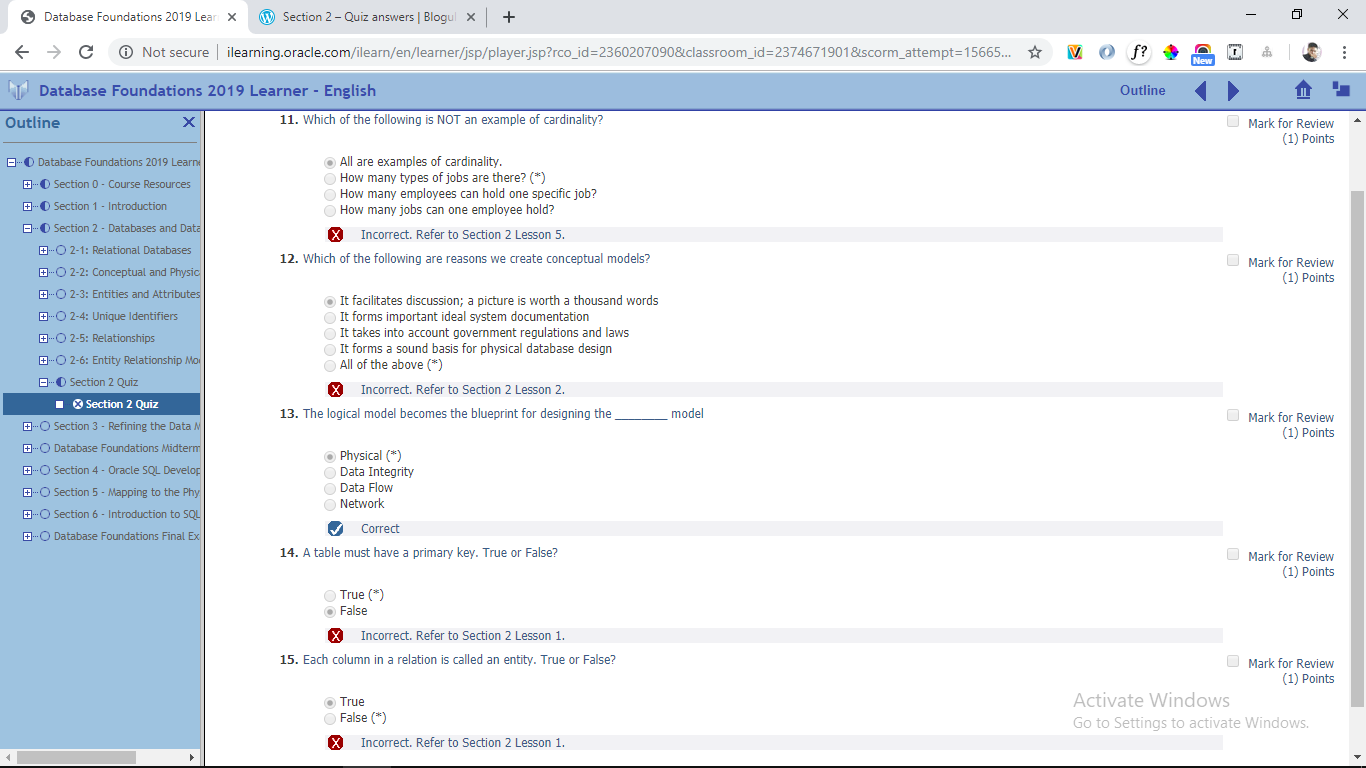 Database Foundations 2019 Lear
Section 2 – Quiz answers | Blogul
Not secure
ilearning.oracle.com/ilearn/en/learner/jsp/player.jsp?rco_id=2360207090&classroom_id=2374671901&scorm_attempt=15665...
f?
New
Database Foundations 2019 Learner - English
Outline
Outline
Database Foundations 2019 Learne
Section 0 - Course Resources
Section 1 - Introduction
Section 2 - Databases and Data
2-1: Relational Databases
2-2: Conceptual and Physic
2-3: Entities and Attributes
2-4: Unique Identifiers
2-5: Relationships
2-6: Entity Relationship Mo
Section 2 Quiz
Section 2 Quiz
Section 3 - Refining the Data M
Database Foundations Midterm
Section 4 - Oracle SQL Develop
Section 5 - Mapping to the Phy
Section 6 - Introduction to SQL
Database Foundations Final Ex
11. Which of the following is NOT an example of cardinality?
Mark for Review
(1) Points
All are examples of cardinality.
How many types of jobs are there? (*)
How many employees can hold one specific job?
How many jobs can one employee hold?
Incorrect. Refer to Section 2 Lesson 5.
12. Which of the following are reasons we create conceptual models?
Mark for Review
(1) Points
It facilitates discussion; a picture is worth a thousand words
It forms important ideal system documentation
It takes into account government regulations and laws
It forms a sound basis for physical database design
All of the above (*)
Incorrect. Refer to Section 2 Lesson 2.
13. The logical model becomes the blueprint for designing the ________ model
Mark for Review
(1) Points
Physical (*)
Data Integrity
Data Flow
Network
Correct
14. A table must have a primary key. True or False?
Mark for Review
(1) Points
True (*)
False
Incorrect. Refer to Section 2 Lesson 1.
15. Each column in a relation is called an entity. True or False?
Mark for Review
(1) Points
True
False (*)
Incorrect. Refer to Section 2 Lesson 1.
Activate Windows
Go to Settings to activate Windows.